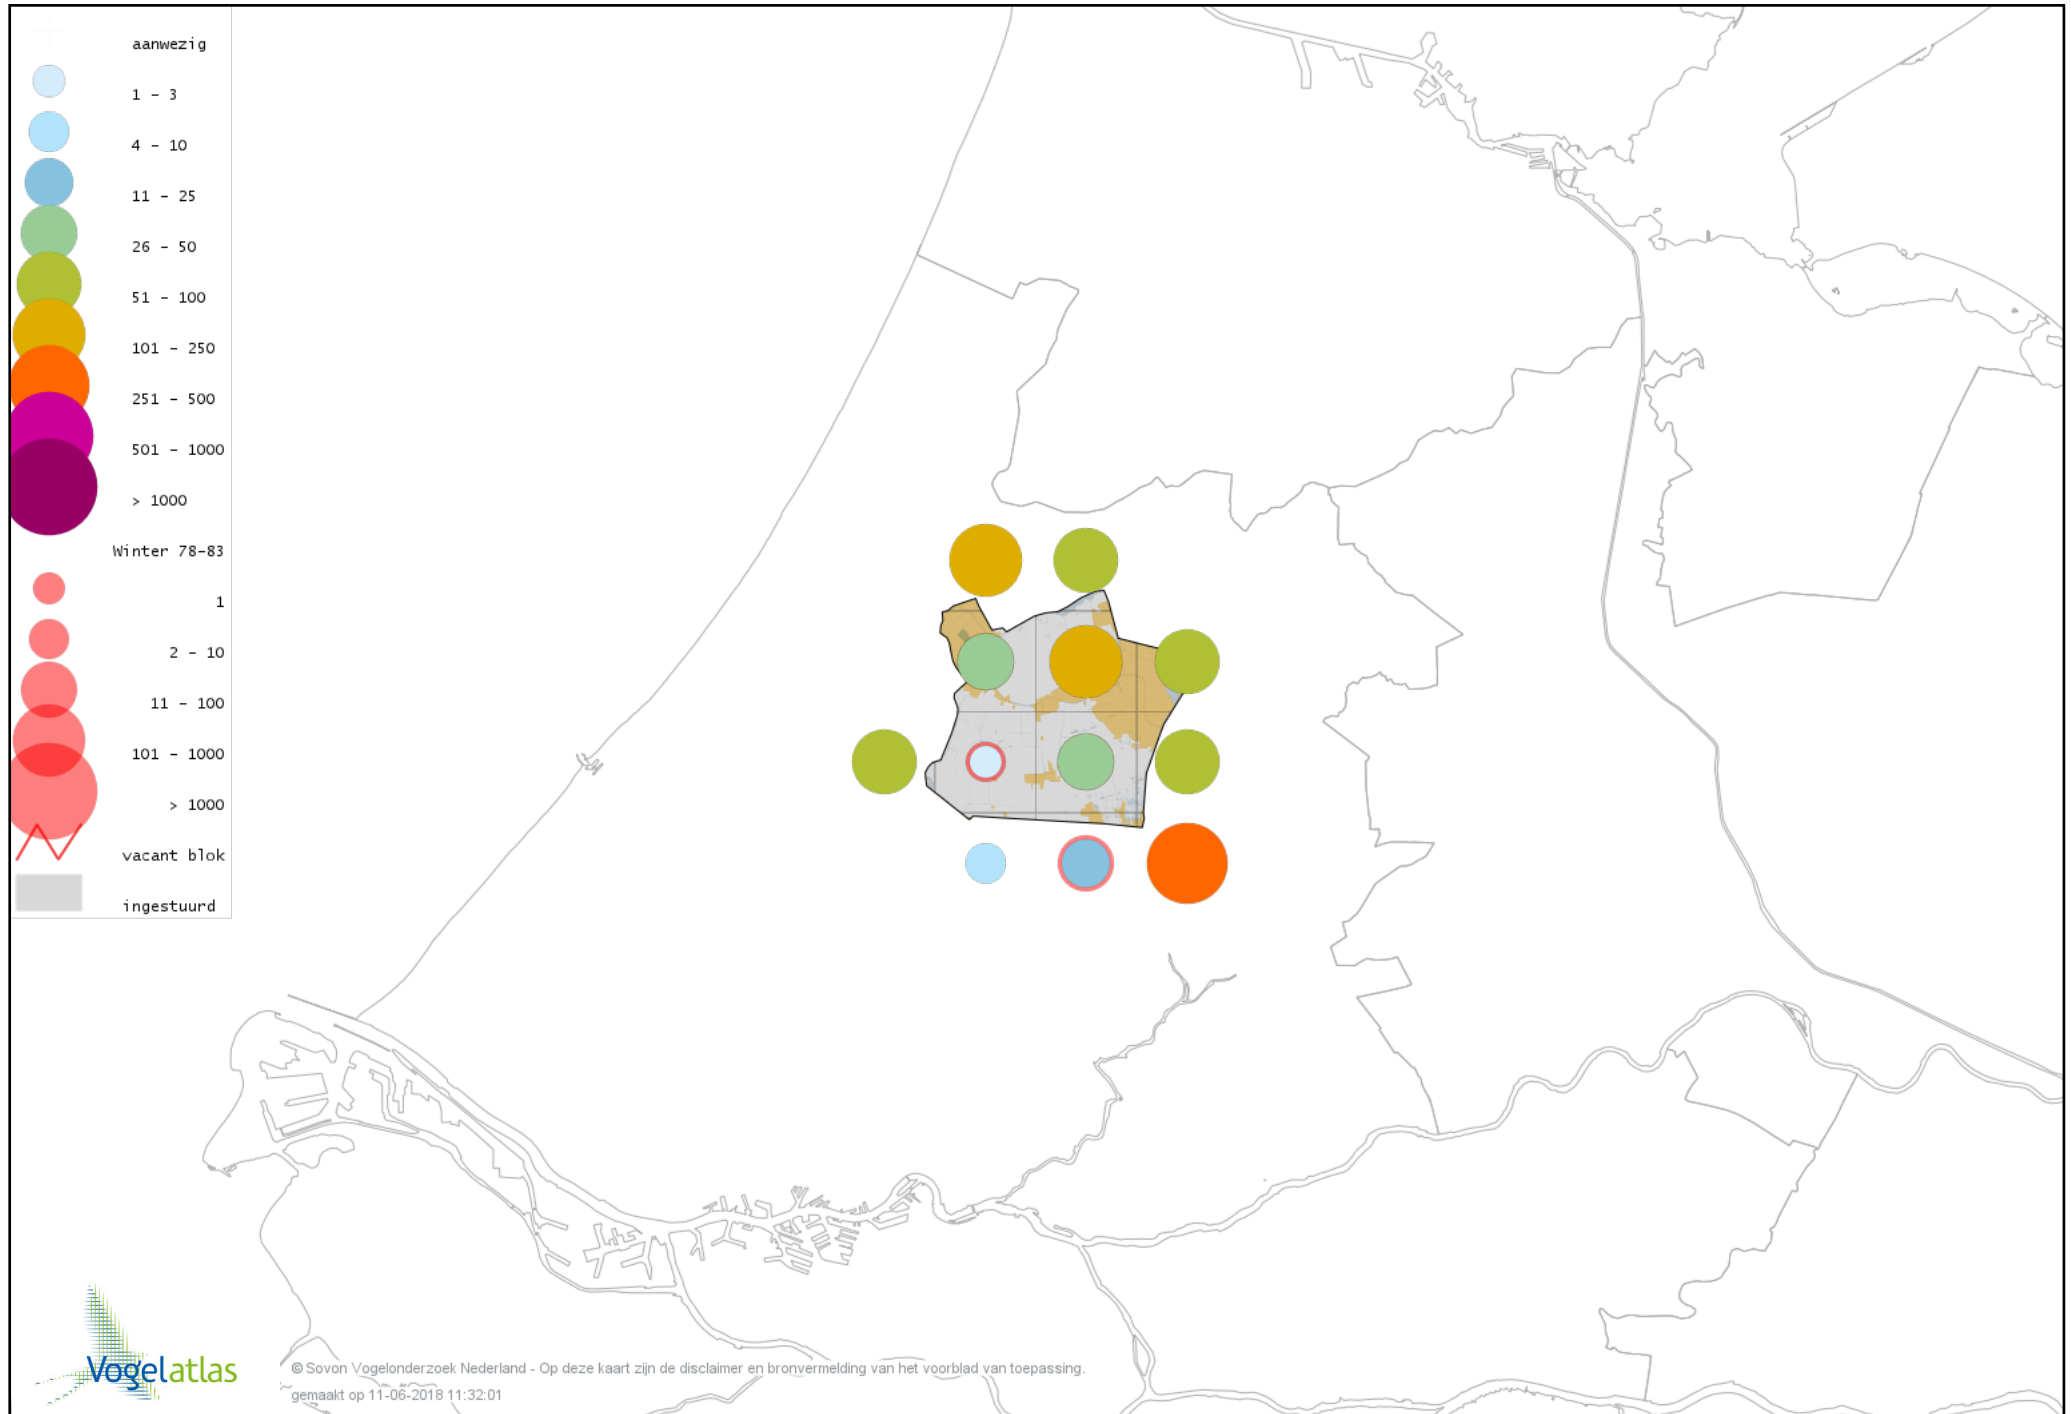 aanwezig
1 – 3
4 – 10
11 – 25
26 – 50
51 – 100
101 – 250
251 – 500
501 – 1000
> 1000
Winter 78-83
1
2 – 10
11 – 100
101 – 1000
> 1000
vacant blok
ingestuurd
Vogelatlas
© Sovon Vogelonderzoek Nederland - Op deze kaart zijn de disclaimer en bronvermelding van het voorblad van toepassing.
gemaakt op 11-06-2018 11:32:01